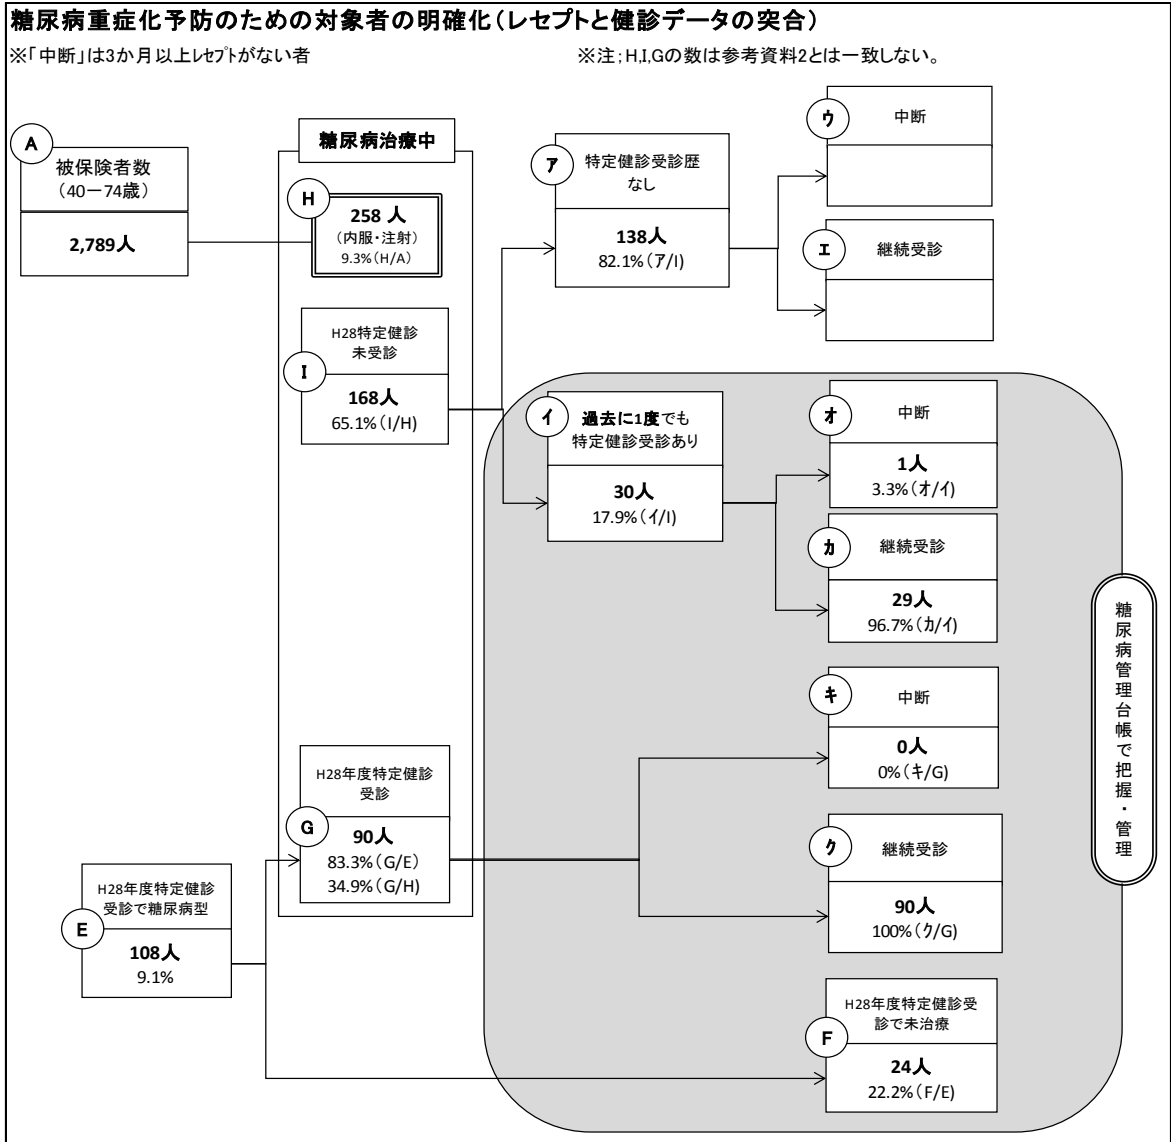 糖尿病重症化予防のための対象者の明確化(レセプトと健診データの突合)
※「中断」は3か月以上レセプトがない者
※注;H,I,Gの数は参考資料2とは一致しない。
A
被保険者数
(40-74歳)
2,789人
糖尿病治療中
H
258 人
(内服・注射)
9.3%(H/A)
I
H28特定健診
未受診
168人
65.1%(I/H)
ア
特定健診受診歴
なし
138人
82.1%(ア/I)
ウ
中断
エ
継続受診
イ
過去に1度でも
特定健診受診あり
30人
17.9%(イ/I)
オ
中断
1人
3.3%(オ/イ)
カ
継続受診
29人
96.7%(カ/イ)
G
H28年度特定健診
受診
90人
83.3%(G/E)
34.9%(G/H)
キ
中断
0人
0%(キ/G)
ク
継続受診
90人
100%(ク/G)
E
H28年度特定健診
受診で糖尿病型
108人
9.1%
F
H28年度特定健診受
診で未治療
24人
22.2%(F/E)
糖尿病管理台帳で把握・管理